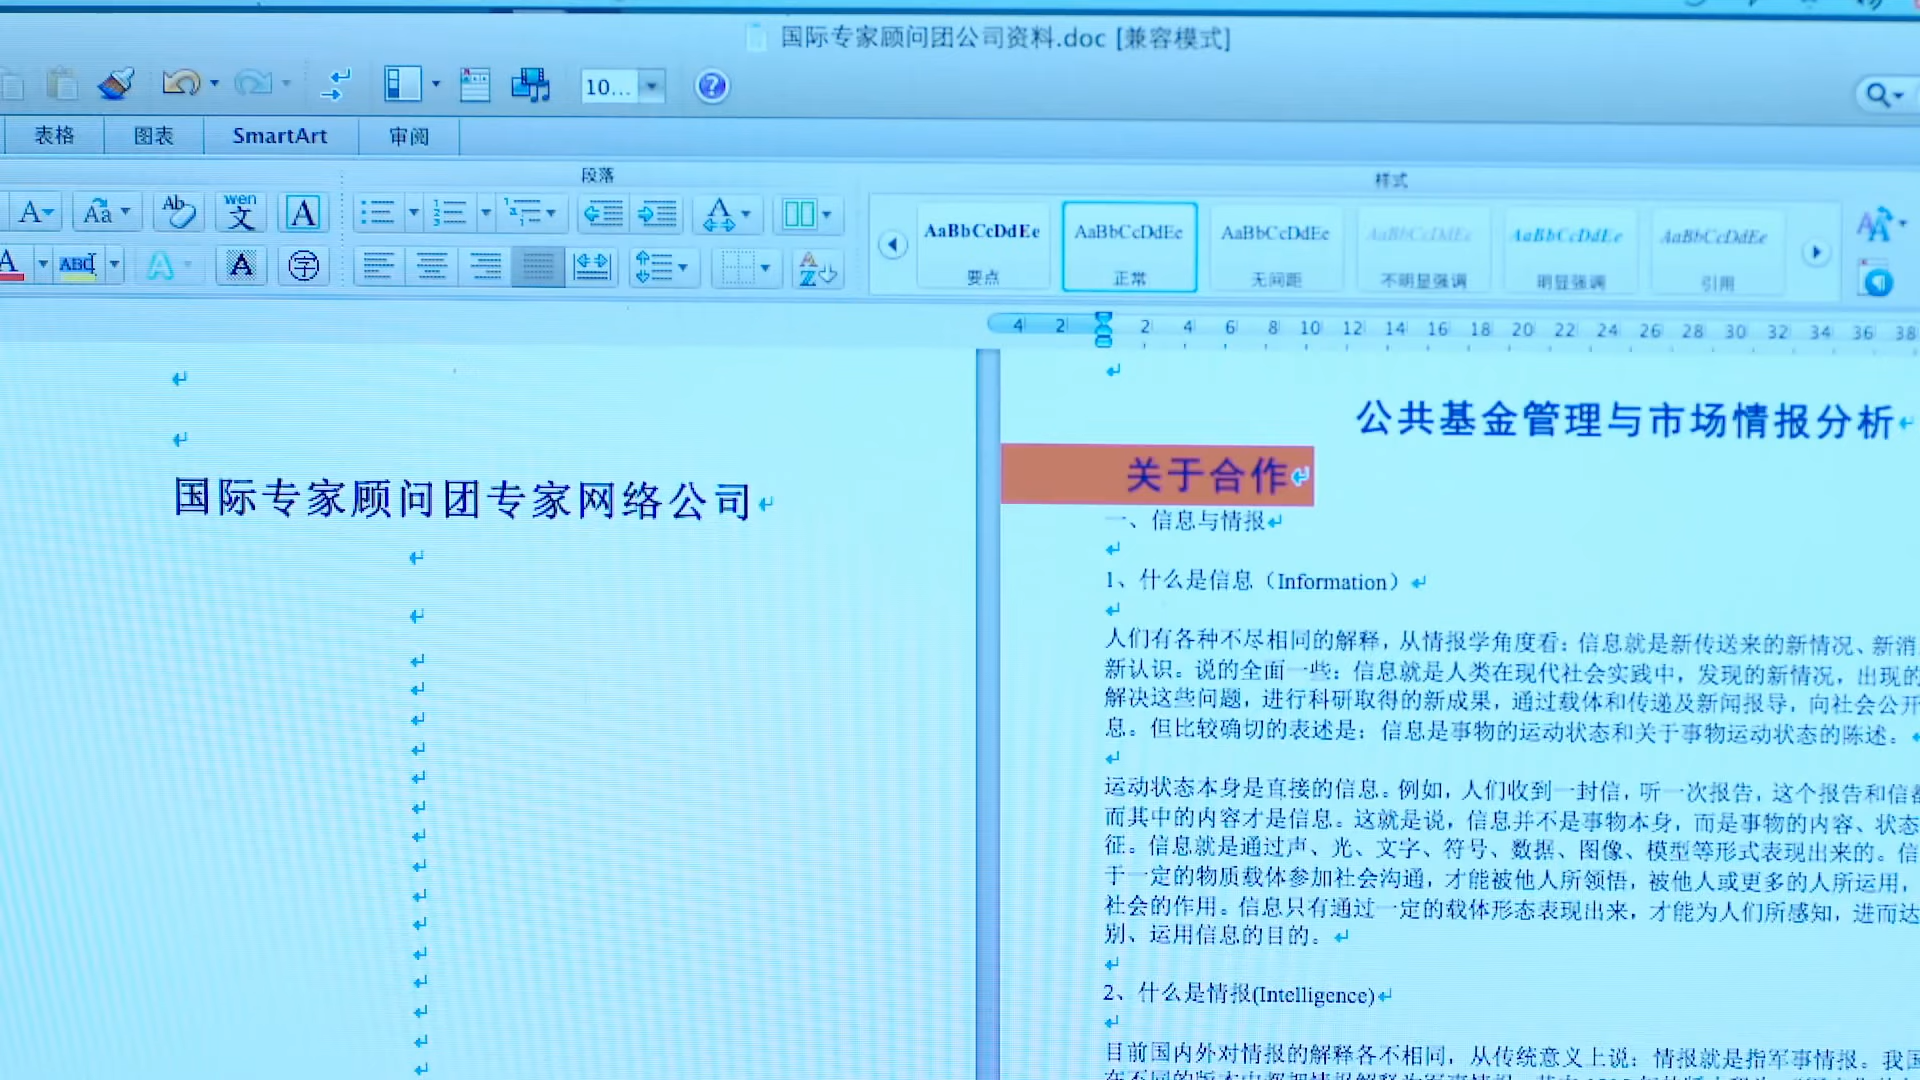 国际专家顾问团公司资料.doc [兼容模式]
10...
表格 图表 SmartArt 审阅
段落 样式
AaBbCcDdEe AaBbCcDdEe AaBbCcDdEe AaBbCcDdEe AaBbCcDdEe AaBbCcDdEe
要点 正常 无间距 不明显强调 明显强调 引用
4 2 2 4 6 8 10 12 14 16 18 20 22 24 26 28 30 32 34 36 38
国际专家顾问团专家网络公司
公共基金管理与市场情报分析
关于合作
一、信息与情报
1、什么是信息（Information）
人们有各种不尽相同的解释，从情报学角度看：信息就是新传送来的新情况、新消
新认识。说的全面一些：信息就是人类在现代社会实践中，发现的新情况，出现的
解决这些问题，进行科研取得的新成果，通过载体和传递及新闻报导，向社会公开
息。但比较确切的表述是：信息是事物的运动状态和关于事物运动状态的陈述。
运动状态本身是直接的信息。例如，人们收到一封信，听一次报告，这个报告和信
而其中的内容才是信息。这就是说，信息并不是事物本身，而是事物的内容、状态
征。信息就是通过声、光、文字、符号、数据、图像、模型等形式表现出来的。信
于一定的物质载体参加社会沟通，才能被他人所领悟，被他人或更多的人所运用，
社会的作用。信息只有通过一定的载体形态表现出来，才能为人们所感知，进而达
别、运用信息的目的。
2、什么是情报(Intelligence)
目前国内外对情报的解释各不相同，从传统意义上说：情报就是指军事情报。我国